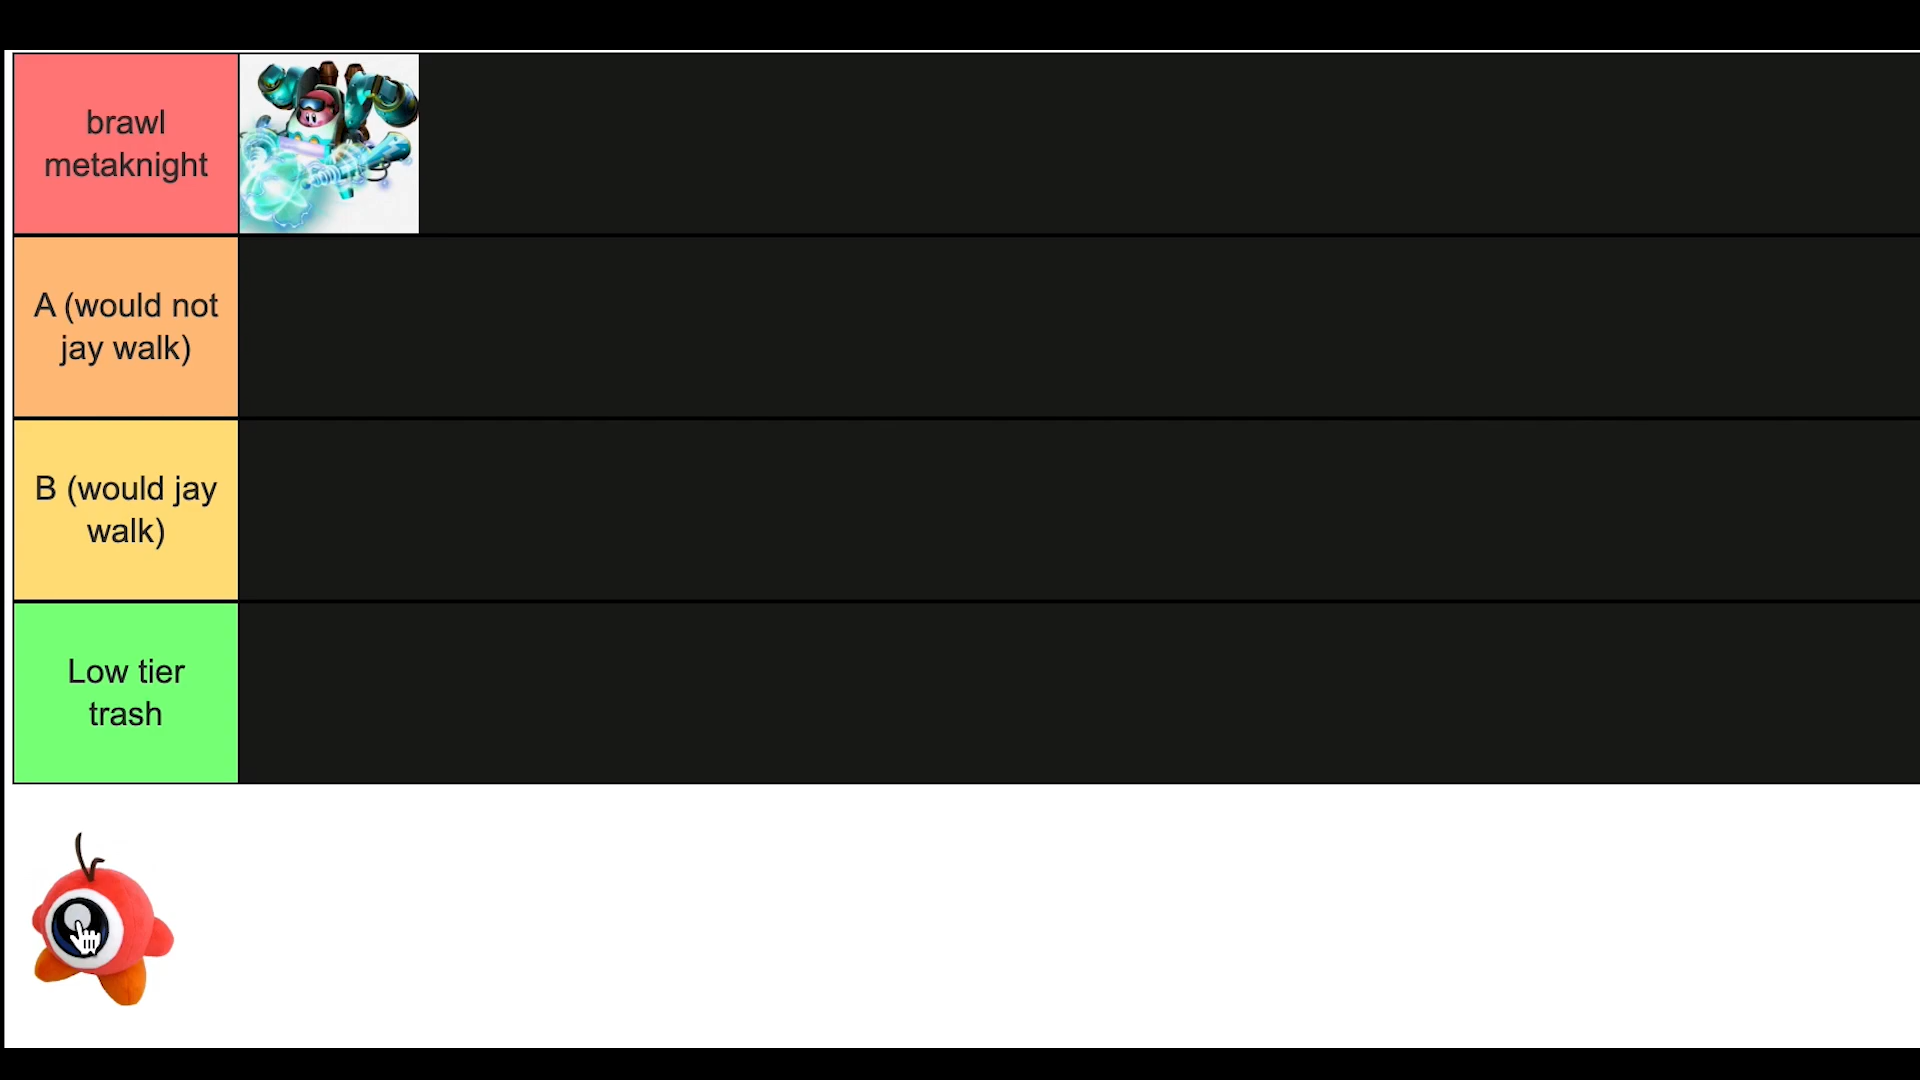 brawl
metaknight
A (would not
jay walk)
B (would jay
walk)
Low tier
trash